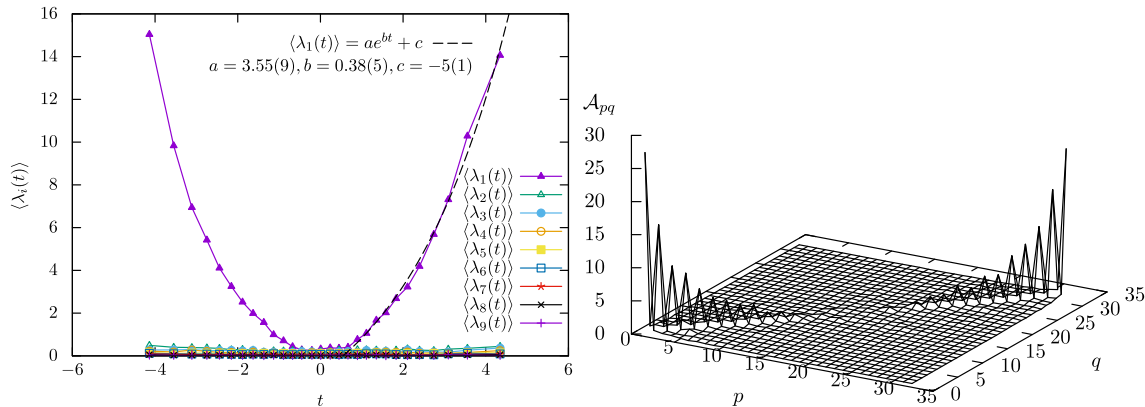 16
14
12
10
8
6
4
2
0
−6
−4
−2
0
2
4
6
t
⟨λi(t)⟩
⟨λ1(t)⟩ = ae^{bt} + c
a = 3.55(9), b = 0.38(5), c = −5(1)
⟨λ1(t)⟩
⟨λ2(t)⟩
⟨λ3(t)⟩
⟨λ4(t)⟩
⟨λ5(t)⟩
⟨λ6(t)⟩
⟨λ7(t)⟩
⟨λ8(t)⟩
⟨λ9(t)⟩
𝒜pq
30
25
20
15
10
5
0
0
5
10
15
20
25
30
35
p
0
5
10
15
20
25
30
35
q